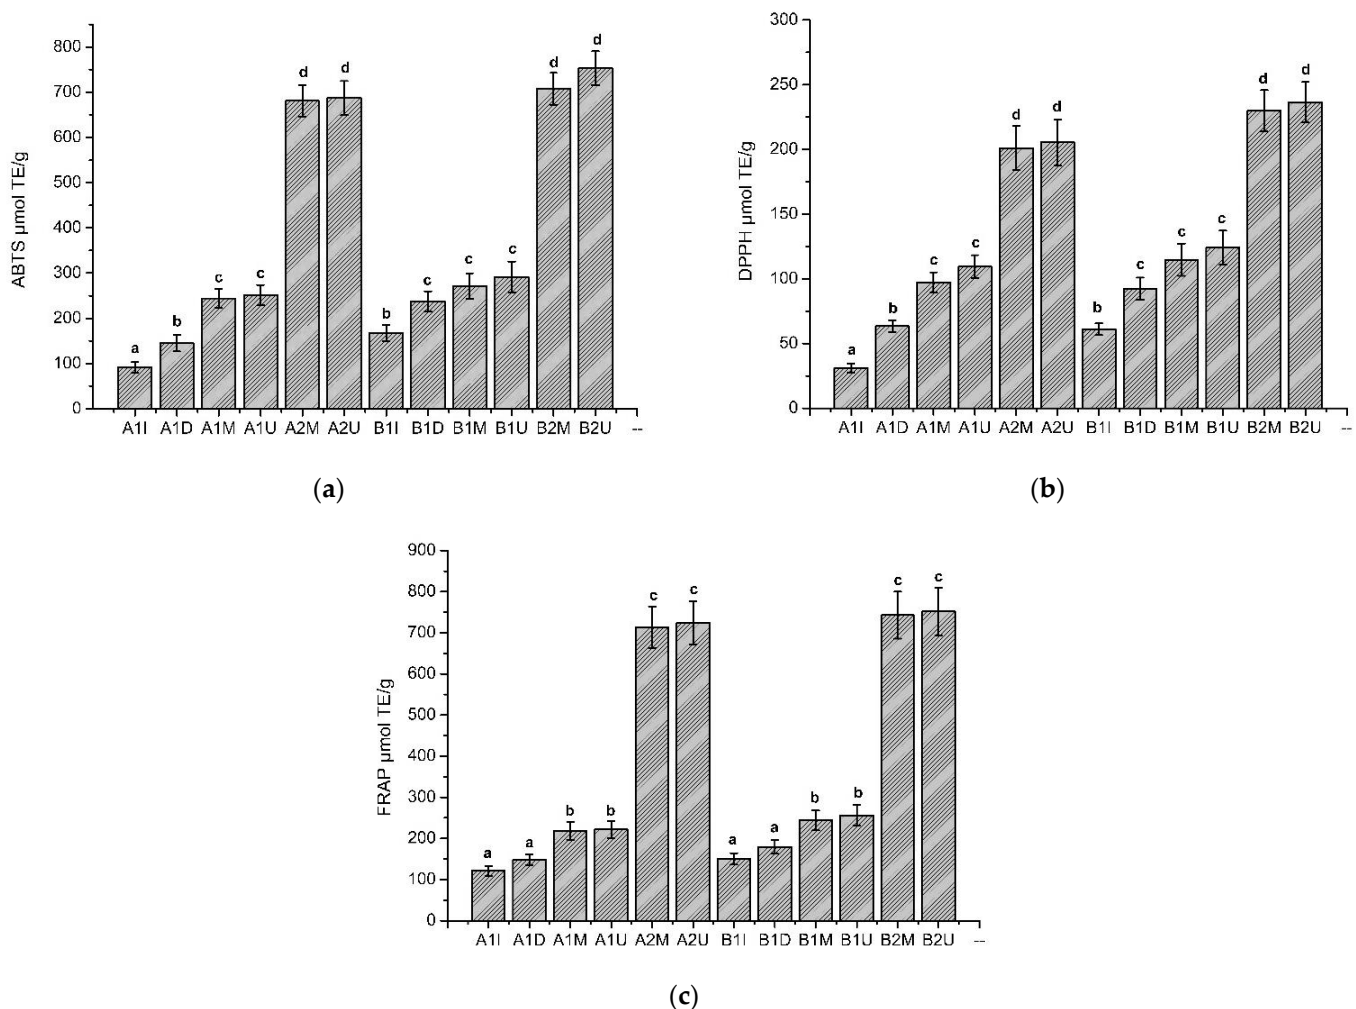 800
700
600
500
400
300
200
100
0
ABTS µmol TE/g
a
b
c
c
d
d
b
c
c
c
d
d
A1I A1D A1M A1U A2M A2U B1I B1D B1M B1U B2M B2U --
(a)
300
250
200
150
100
50
0
DPPH µmol TE/g
a
b
c
c
d
d
b
c
c
c
d
d
A1I A1D A1M A1U A2M A2U B1I B1D B1M B1U B2M B2U --
(b)
900
800
700
600
500
400
300
200
100
0
FRAP µmol TE/g
a
a
b
b
c
c
a
a
b
b
c
c
A1I A1D A1M A1U A2M A2U B1I B1D B1M B1U B2M B2U --
(c)